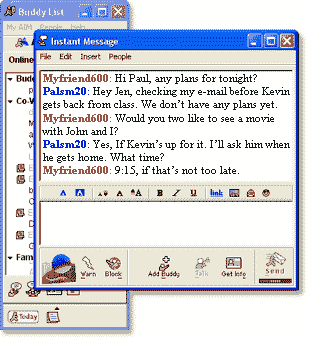 Buddy List
My AIM People H
Online
Budd
Co-W
Fam
Today
Instant Message
File Edit Insert People
Myfriend600: Hi Paul, any plans for tonight?
Palsm20: Hey Jen, checking my e-mail before Kevin
gets back from class. We don't have any plans yet.
Myfriend600: Would you two like to see a movie
with John and I?
Palsm20: Yes, If Kevin's up for it. I'll ask him when
he gets home. What time?
Myfriend600: 9:15, if that's not too late.
A A A A A B I U link
Warn Block Add Buddy Talk Get Info Send